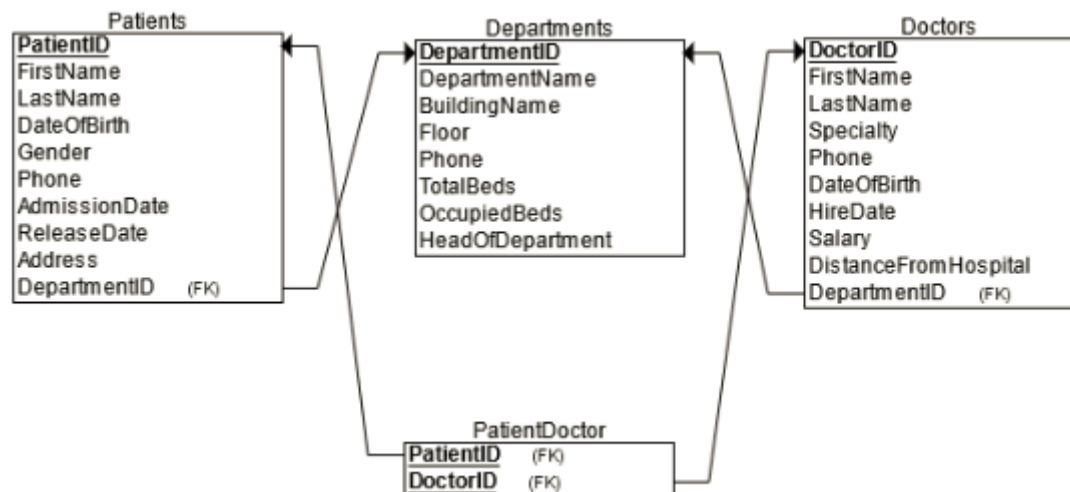 Patients
PatientID
FirstName
LastName
DateOfBirth
Gender
Phone
AdmissionDate
ReleaseDate
Address
DepartmentID (FK)
Departments
DepartmentID
DepartmentName
BuildingName
Floor
Phone
TotalBeds
OccupiedBeds
HeadOfDepartment
Doctors
DoctorID
FirstName
LastName
Specialty
Phone
DateOfBirth
HireDate
Salary
DistanceFromHospital
DepartmentID (FK)
PatientDoctor
PatientID (FK)
DoctorID (FK)